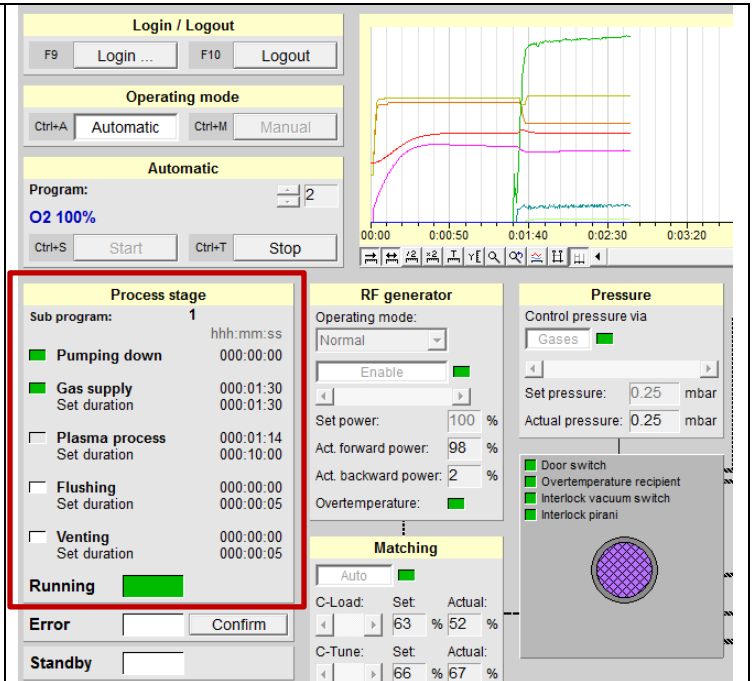 Login / Logout
F9 Login ... F10 Logout
Operating mode
Ctrl+A Automatic Ctrl+M Manual
Automatic
Program: 2
O2 100%
Ctrl+S Start Ctrl+T Stop
00:00 0:00:50 0:01:40 0:02:30 0:03:20
Process stage
Sub program: 1
hhh:mm:ss
Pumping down 000:00:00
Gas supply 000:01:30
Set duration 000:01:30
Plasma process 000:01:14
Set duration 000:10:00
Flushing 000:00:00
Set duration 000:00:05
Venting 000:00:00
Set duration 000:00:05
Running
Error Confirm
Standby
RF generator
Operating mode:
Normal
Enable
Set power: 100 %
Act. forward power: 98 %
Act. backward power: 2 %
Overtemperature:
Matching
Auto
C-Load: Set: Actual:
63 % 52 %
C-Tune: Set: Actual:
66 % 67 %
Pressure
Control pressure via
Gases
Set pressure: 0.25 mbar
Actual pressure: 0.25 mbar
Door switch
Overtemperature recipient
Interlock vacuum switch
Interlock pirani